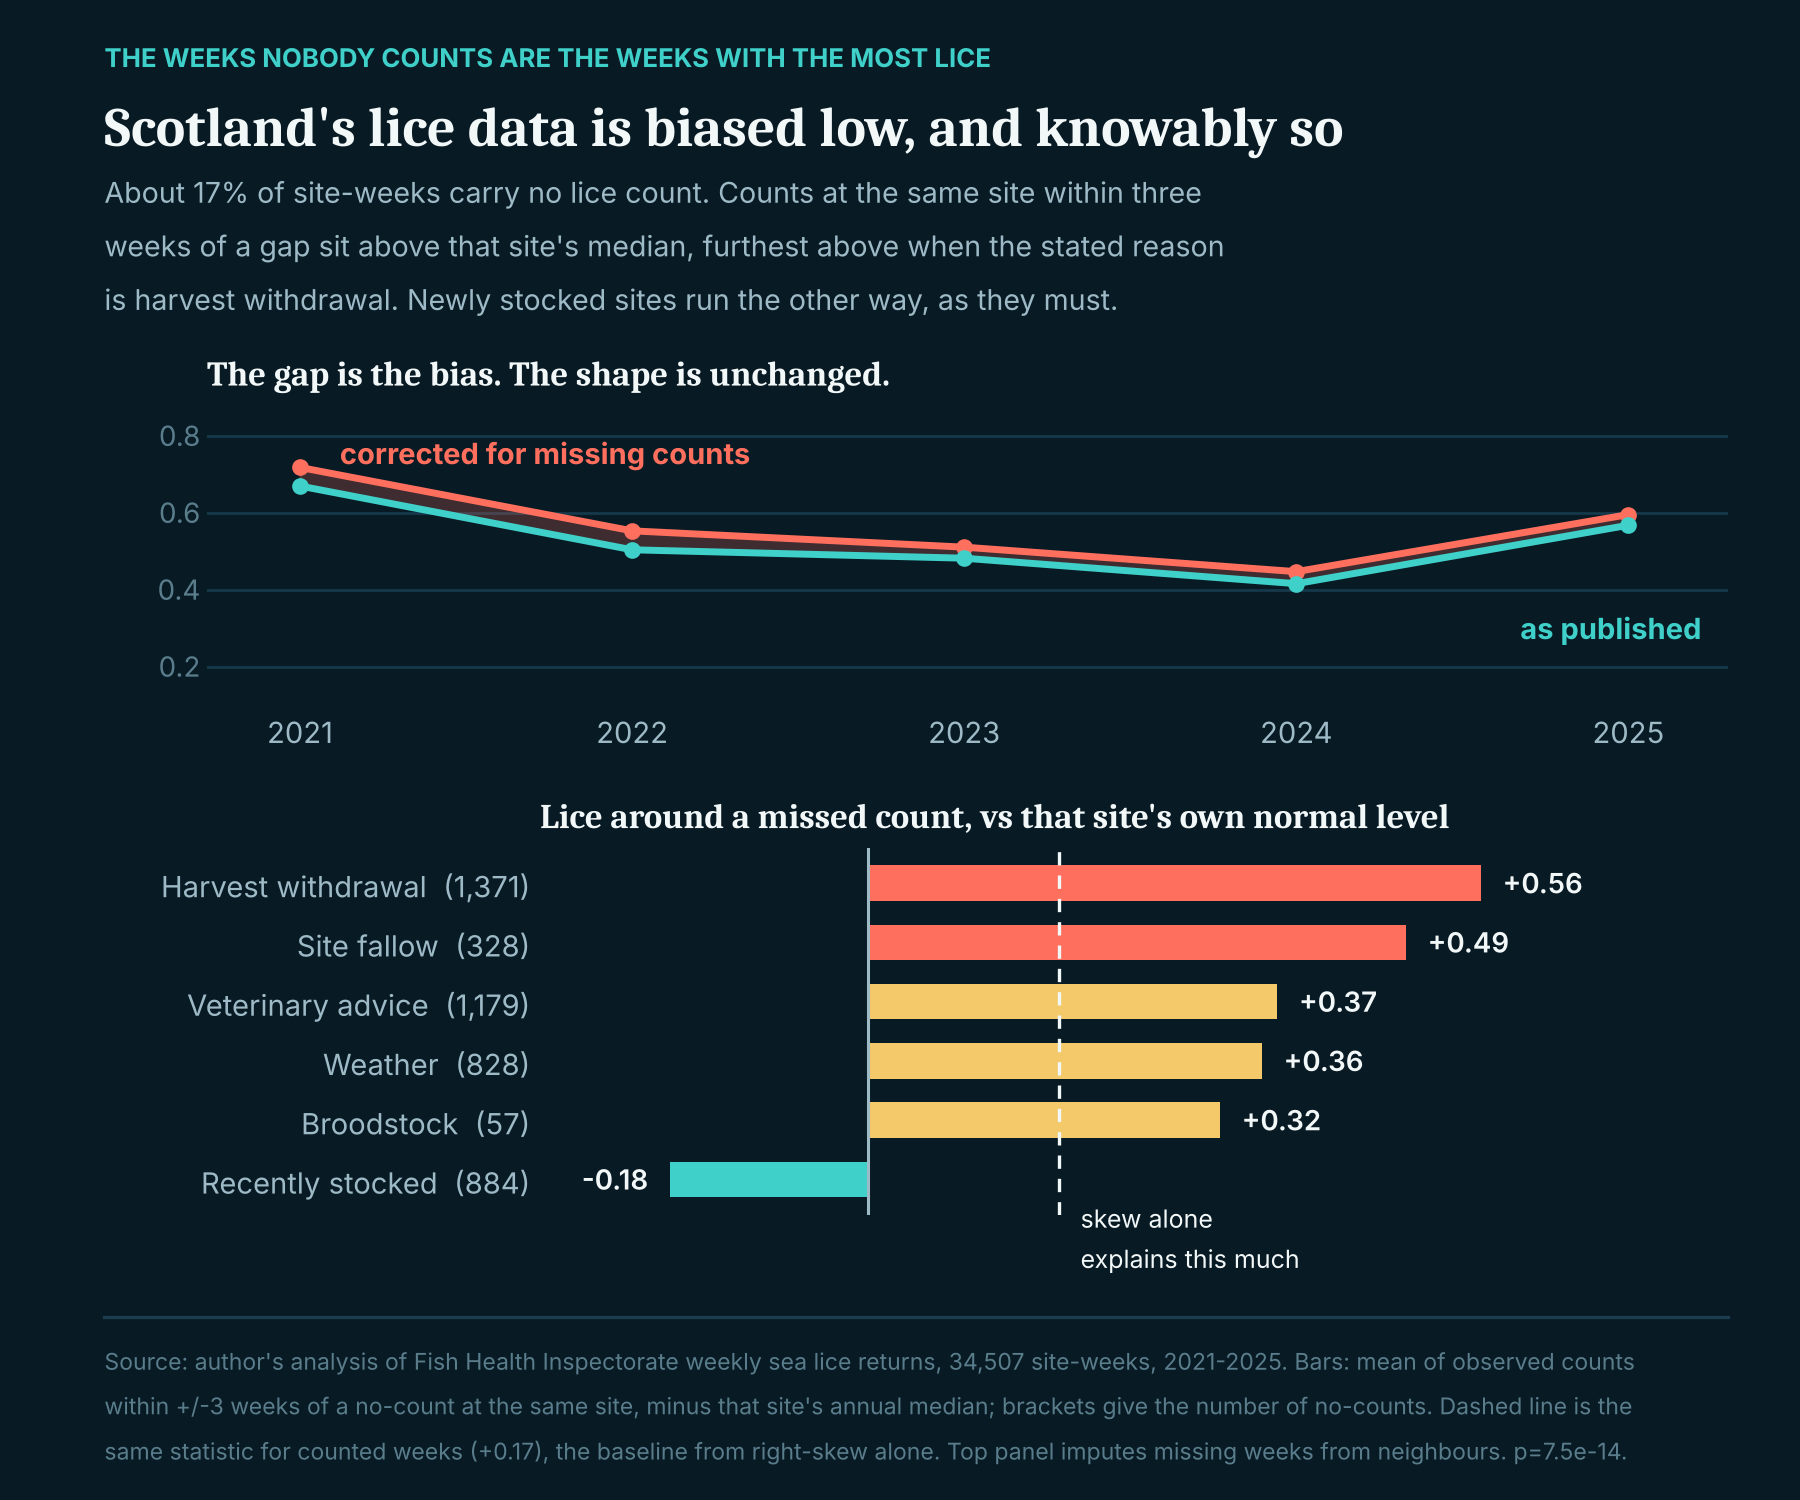 THE WEEKS NOBODY COUNTS ARE THE WEEKS WITH THE MOST LICE
Scotland's lice data is biased low, and knowably so
About 17% of site-weeks carry no lice count. Counts at the same site within three
weeks of a gap sit above that site's median, furthest above when the stated reason
is harvest withdrawal. Newly stocked sites run the other way, as they must.
The gap is the bias. The shape is unchanged.
0.8
corrected for missing counts
0.6
0.4
as published
0.2
2021 2022 2023 2024 2025
Lice around a missed count, vs that site's own normal level
Harvest withdrawal (1,371) +0.56
Site fallow (328) +0.49
Veterinary advice (1,179) +0.37
Weather (828) +0.36
Broodstock (57) +0.32
Recently stocked (884) -0.18
skew alone
explains this much
Source: author's analysis of Fish Health Inspectorate weekly sea lice returns, 34,507 site-weeks, 2021-2025. Bars: mean of observed counts
within +/-3 weeks of a no-count at the same site, minus that site's annual median; brackets give the number of no-counts. Dashed line is the
same statistic for counted weeks (+0.17), the baseline from right-skew alone. Top panel imputes missing weeks from neighbours. p=7.5e-14.